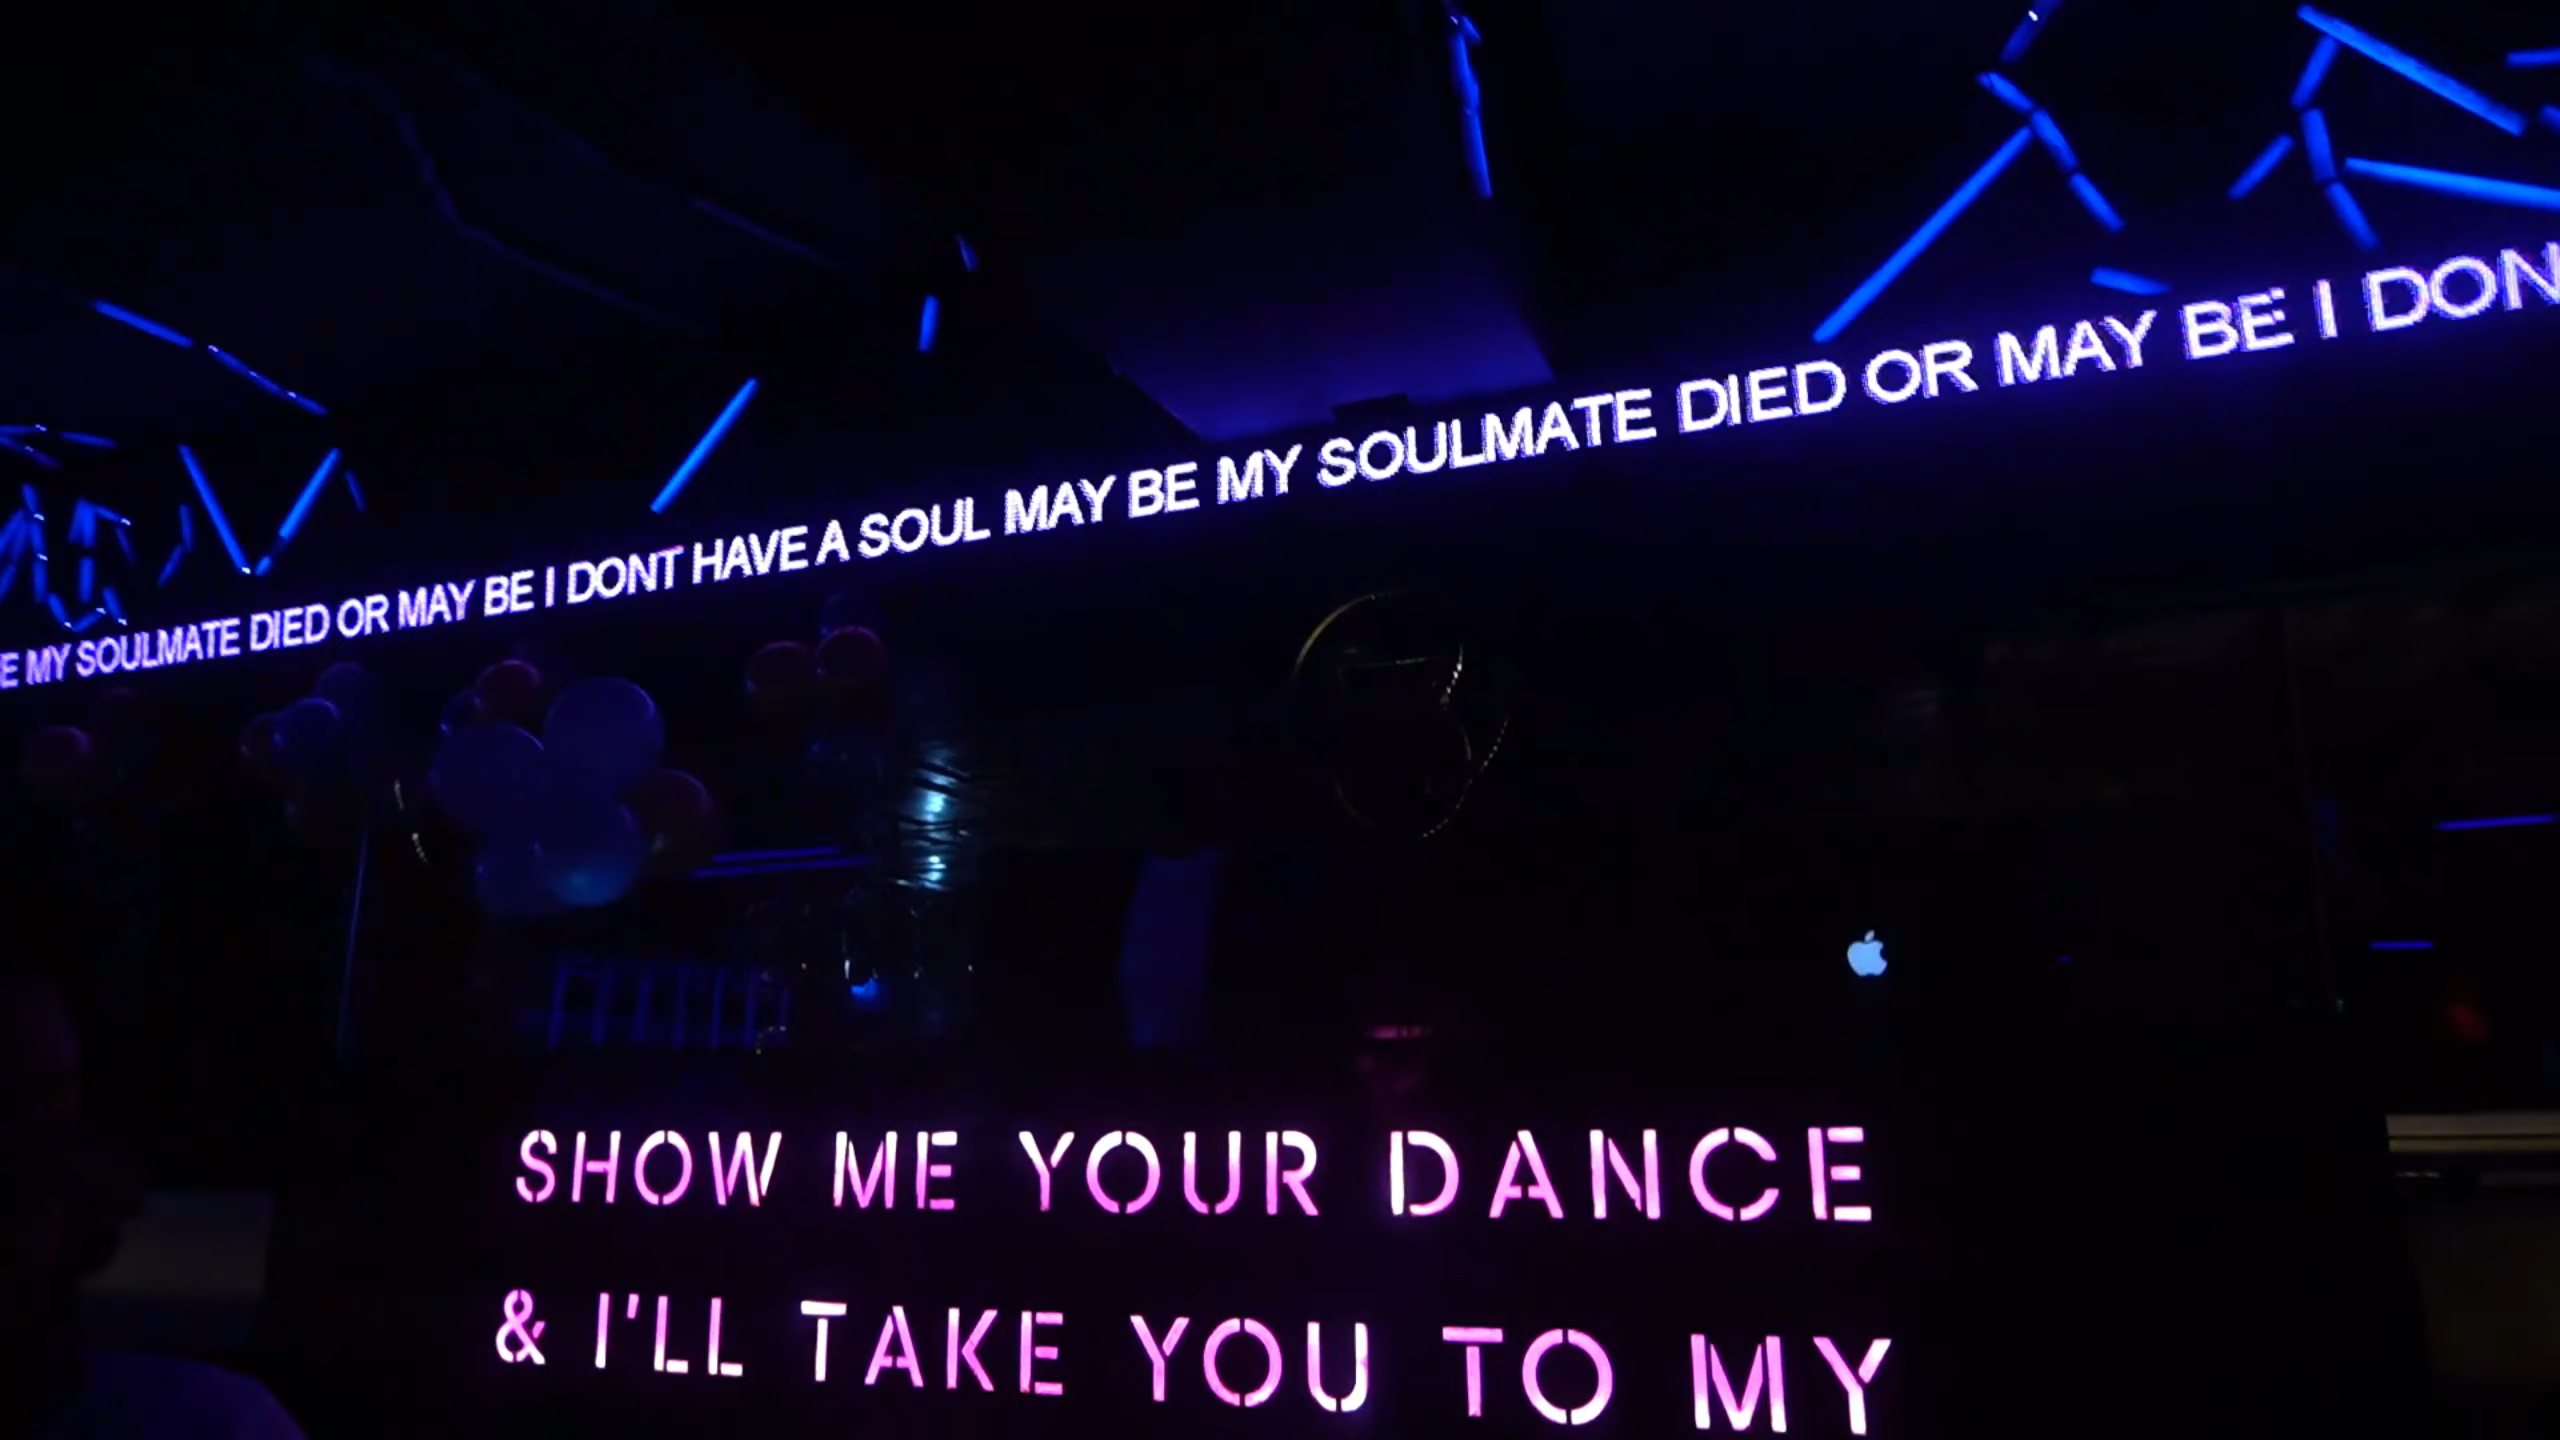 E MY SOULMATE DIED OR MAY BE I DONT HAVE A SOUL MAY BE MY SOULMATE DIED OR MAY BE I DON
SHOW ME YOUR DANCE
& I'LL TAKE YOU TO MY